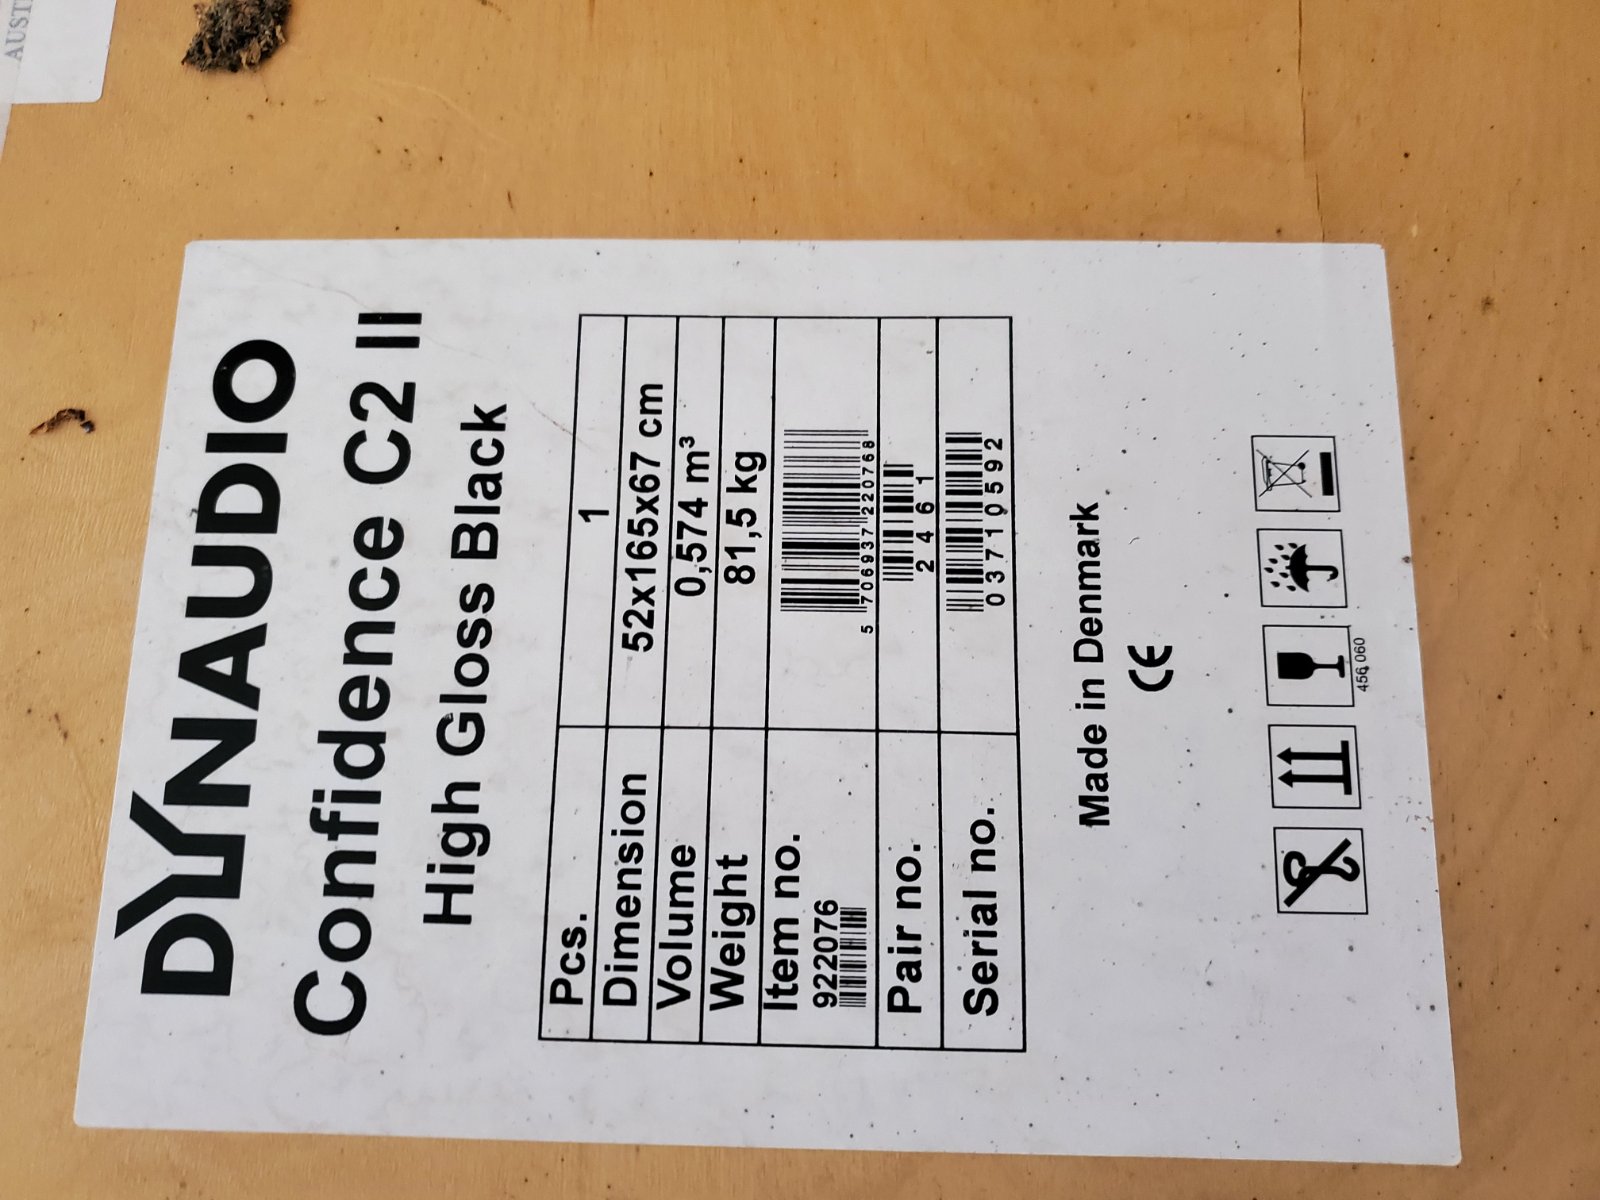 AUST
DYNAUDIO
Confidence C2 II
High Gloss Black
Pcs. 1
Dimension 52x165x67 cm
Volume 0,574 m³
Weight 81,5 kg
Item no.
922076
5 706937 220768
Pair no. 2461
Serial no. 03710592
Made in Denmark
CE
456 060